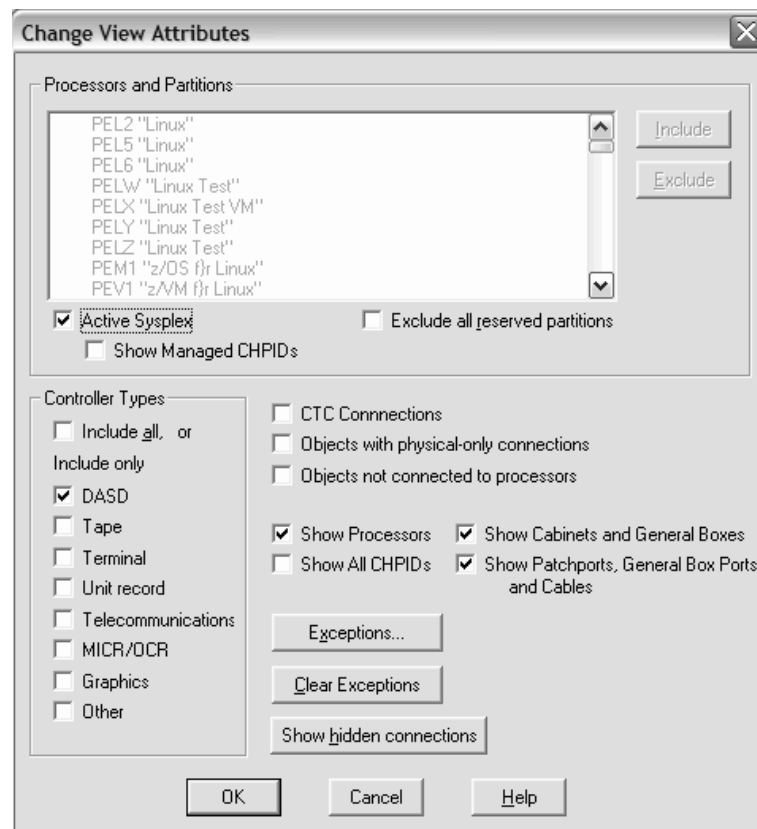 Change View Attributes
Processors and Partitions
PEL2 "Linux"
PEL5 "Linux"
PEL6 "Linux"
PELW "Linux Test"
PELX "Linux Test VM"
PELY "Linux Test"
PELZ "Linux Test"
PEM1 "z/OS f}r Linux"
PEV1 "z/VM f}r Linux"
Include
Exclude
Active Sysplex
Exclude all reserved partitions
Show Managed CHPIDs
Controller Types
Include all, or
Include only
DASD
Tape
Terminal
Unit record
Telecommunications
MICR/OCR
Graphics
Other
CTC Connnections
Objects with physical-only connections
Objects not connected to processors
Show Processors
Show Cabinets and General Boxes
Show All CHPIDs
Show Patchports, General Box Ports
and Cables
Exceptions...
Clear Exceptions
Show hidden connections
OK
Cancel
Help